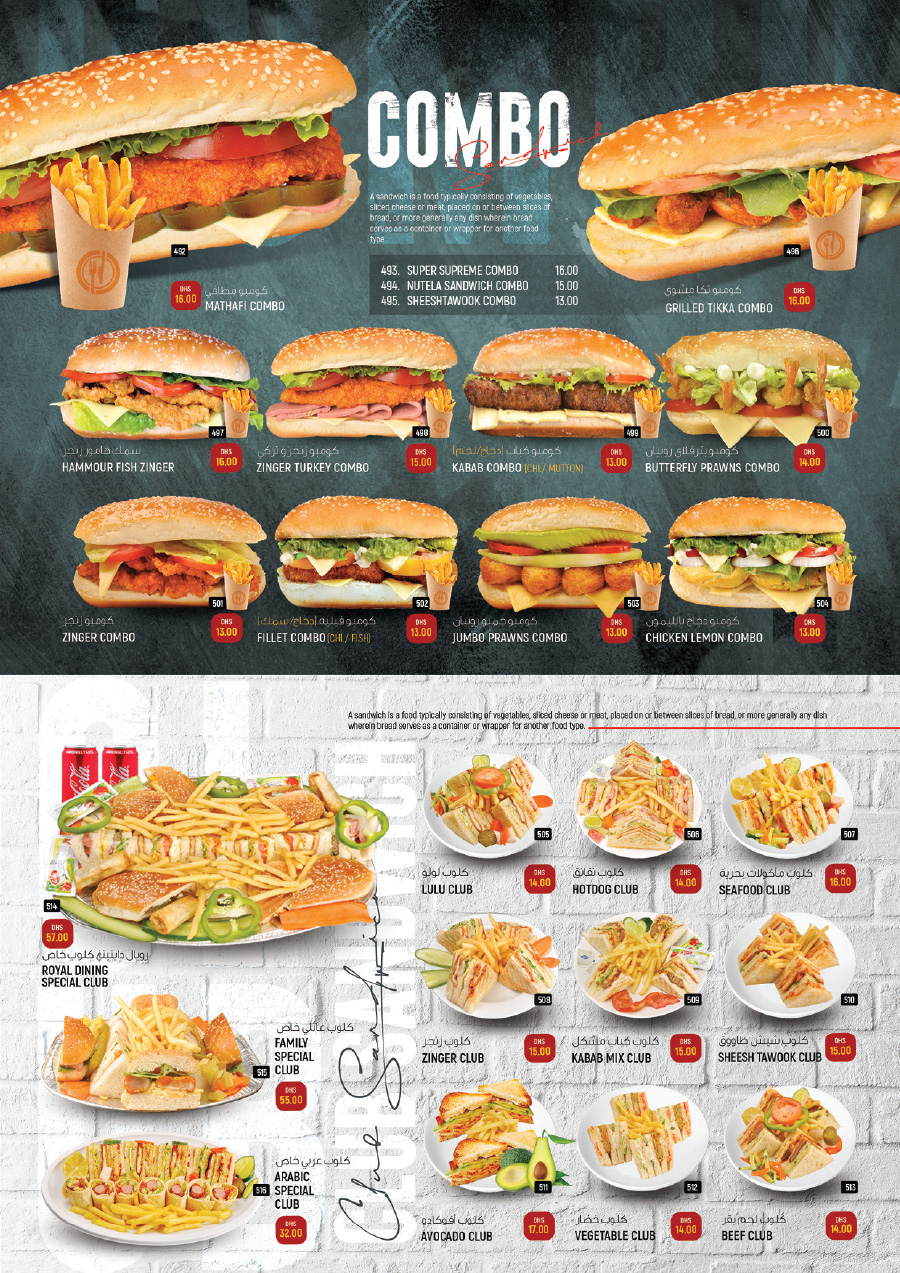 COMBO
Sandwich
A sandwich is a food typically consisting of vegetables,
sliced cheese or meat, placed on or between slices of
bread, or more generally any dish wherein bread
serves as a container or wrapper for another food
type.
492
DHS
16.00
كومبو مطافي
MATHAFI COMBO
493. SUPER SUPREME COMBO 16.00
494. NUTELA SANDWICH COMBO 15.00
495. SHEESHTAWOOK COMBO 13.00
496
كومبو تكا مشوي
GRILLED TIKKA COMBO
DHS
16.00
497
سمك هامور زنجر
HAMMOUR FISH ZINGER
DHS
16.00
498
كومبو زنجر و تركي
ZINGER TURKEY COMBO
DHS
15.00
499
كومبو كباب (دجاج/لحم)
KABAB COMBO (CHI./ MUTTON)
DHS
13.00
500
كومبو بترفلاي روبيان
BUTTERFLY PRAWNS COMBO
DHS
14.00
501
كومبو زنجر
ZINGER COMBO
DHS
13.00
502
كومبو فيليه (دجاج/سمك)
FILLET COMBO (CHI./ FISH)
DHS
13.00
503
كومبو جمبو روبيان
JUMBO PRAWNS COMBO
DHS
13.00
504
كومبو دجاج بالليمون
CHICKEN LEMON COMBO
DHS
13.00
A sandwich is a food typically consisting of vegetables, sliced cheese or meat, placed on or between slices of bread, or more generally any dish
wherein bread serves as a container or wrapper for another food type.
CLUB SANDWICH
Club Sandwich
514
DHS
57.00
رويال داينينغ كلوب خاص
ROYAL DINING
SPECIAL CLUB
515
كلوب عائلي خاص
FAMILY
SPECIAL
CLUB
DHS
55.00
516
كلوب عربي خاص
ARABIC
SPECIAL
CLUB
DHS
32.00
505
كلوب لولو
LULU CLUB
DHS
14.00
506
كلوب نقانق
HOTDOG CLUB
DHS
14.00
507
كلوب مأكولات بحرية
SEAFOOD CLUB
DHS
16.00
508
كلوب زنجر
ZINGER CLUB
DHS
15.00
509
كلوب كباب مشكل
KABAB MIX CLUB
DHS
15.00
510
كلوب شيش طاووق
SHEESH TAWOOK CLUB
DHS
15.00
511
كلوب أفوكادو
AVOCADO CLUB
DHS
17.00
512
كلوب خضار
VEGETABLE CLUB
DHS
14.00
513
كلوب لحم بقر
BEEF CLUB
DHS
14.00